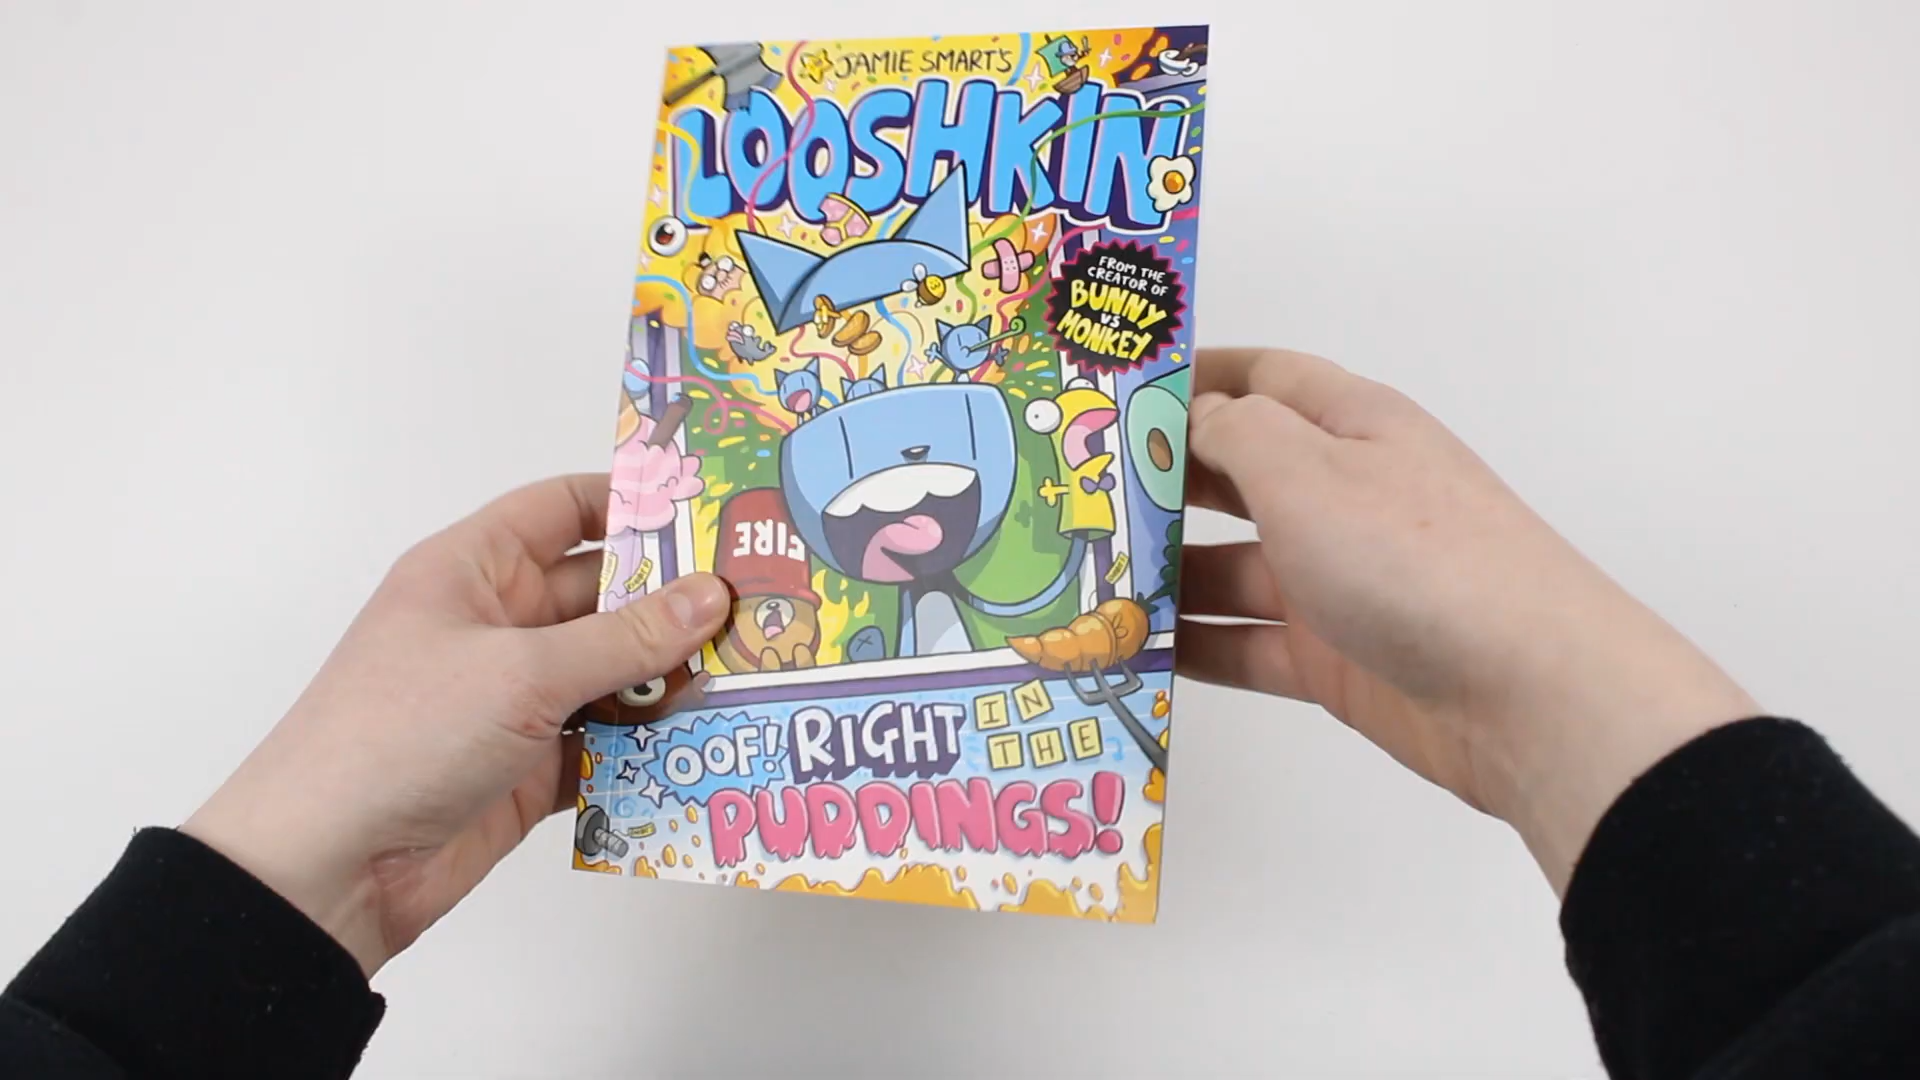 JAMIE SMART'S
LOOSHKIN
FROM THE
CREATOR OF
BUNNY
VS
MONKEY
FIRE
OOF! RIGHT IN
THE
PUDDINGS!